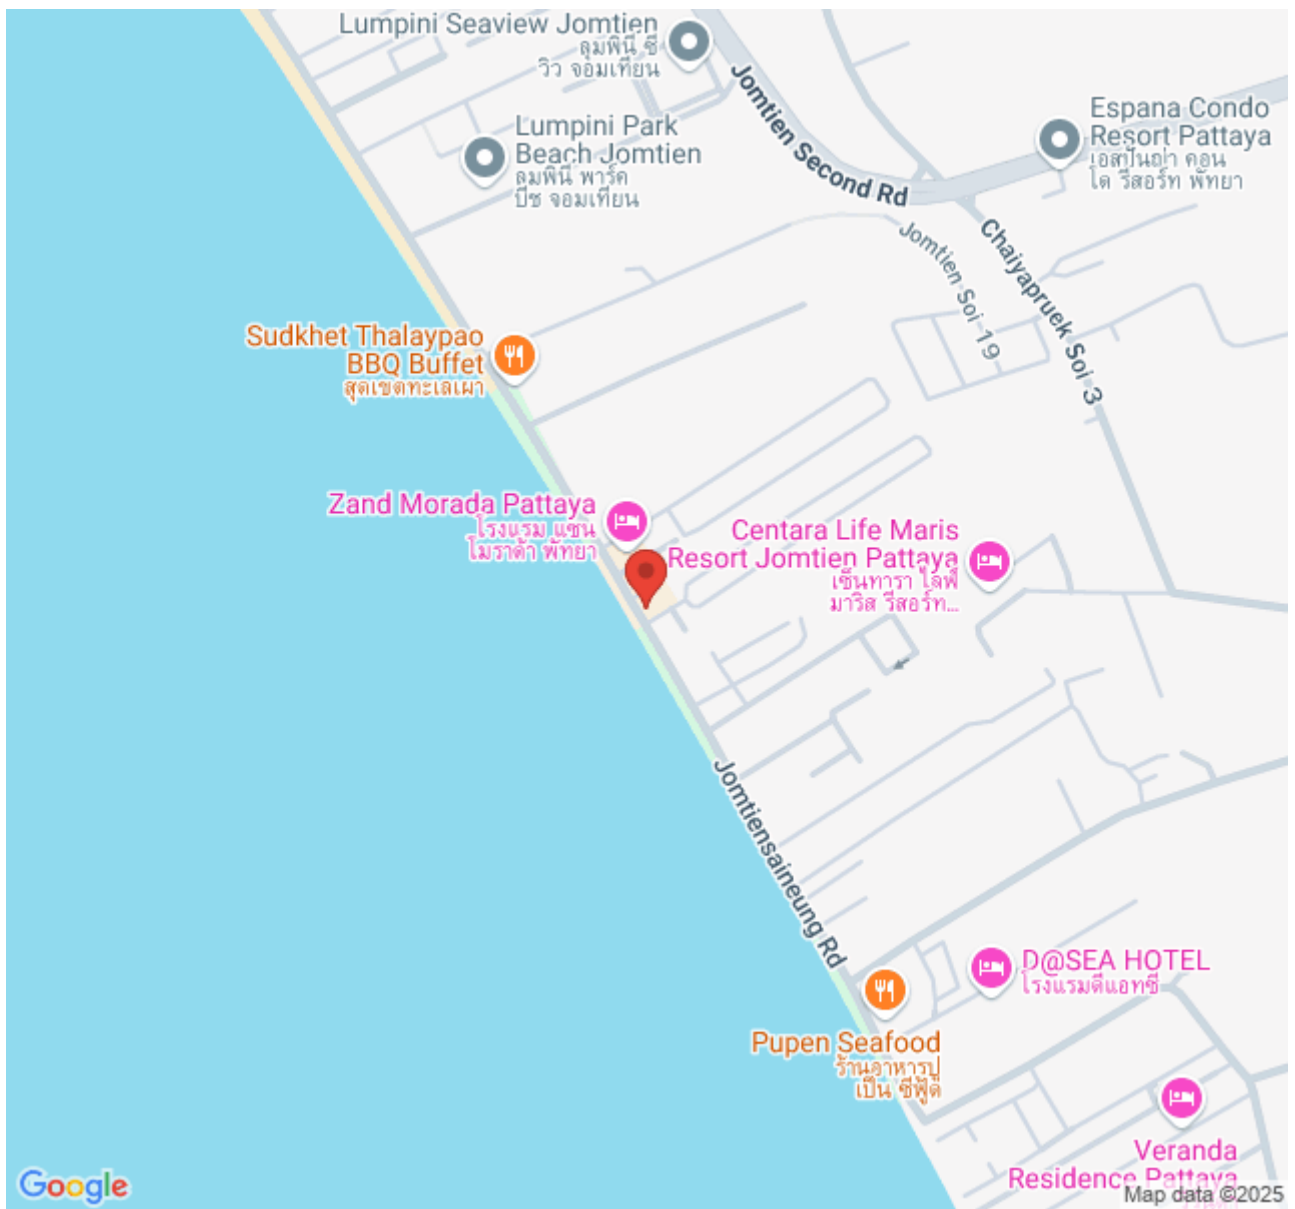 Lumpini Seaview Jomtien
ลุมพินี ซี
วิว จอมเทียน
Jomtien Second Rd
Espana Condo
Resort Pattaya
เอสปันญ่า คอน
โด รีสอร์ท พัทยา
Lumpini Park
Beach Jomtien
ลุมพินี พาร์ค
บีช จอมเทียน
Jomtien Soi 19
Chaiyapruek Soi 3
Sudkhet Thalaypao
BBQ Buffet
สุดเขตทะเลเผา
Zand Morada Pattaya
โรงแรม แซน
โมราด้า พัทยา
Centara Life Maris
Resort Jomtien Pattaya
เซ็นทารา ไลฟ์
มาริส รีสอร์ท...
Jomtiensaineung Rd
D@SEA HOTEL
โรงแรมดีแอทซี
Pupen Seafood
ร้านอาหารปู
เป็น ซีฟู้ด
Veranda
Residence Pattaya
Google
Map data ©2025